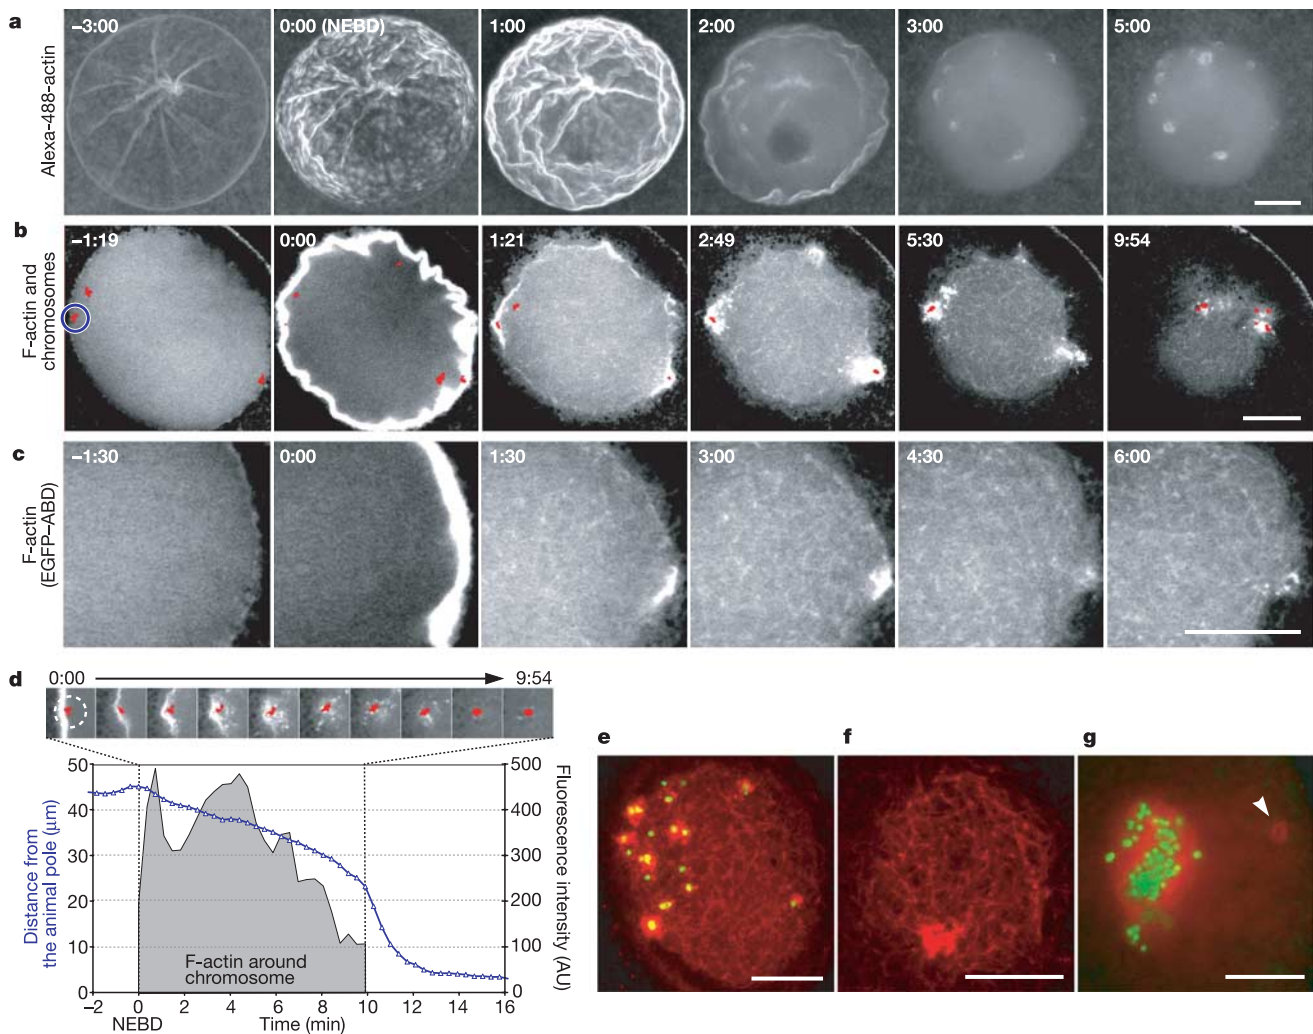 a
Alexa-488-actin
–3:00
0:00 (NEBD)
1:00
2:00
3:00
5:00
b
F-actin and
chromosomes
–1:19
0:00
1:21
2:49
5:30
9:54
c
F-actin
(EGFP–ABD)
–1:30
0:00
1:30
3:00
4:30
6:00
d
0:00
9:54
Distance from
the animal pole (μm)
50
40
30
20
10
0
500
400
300
200
100
0
Fluorescence intensity (AU)
F-actin around
chromosome
–2 0 2 4 6 8 10 12 14 16
NEBD
Time (min)
e
f
g